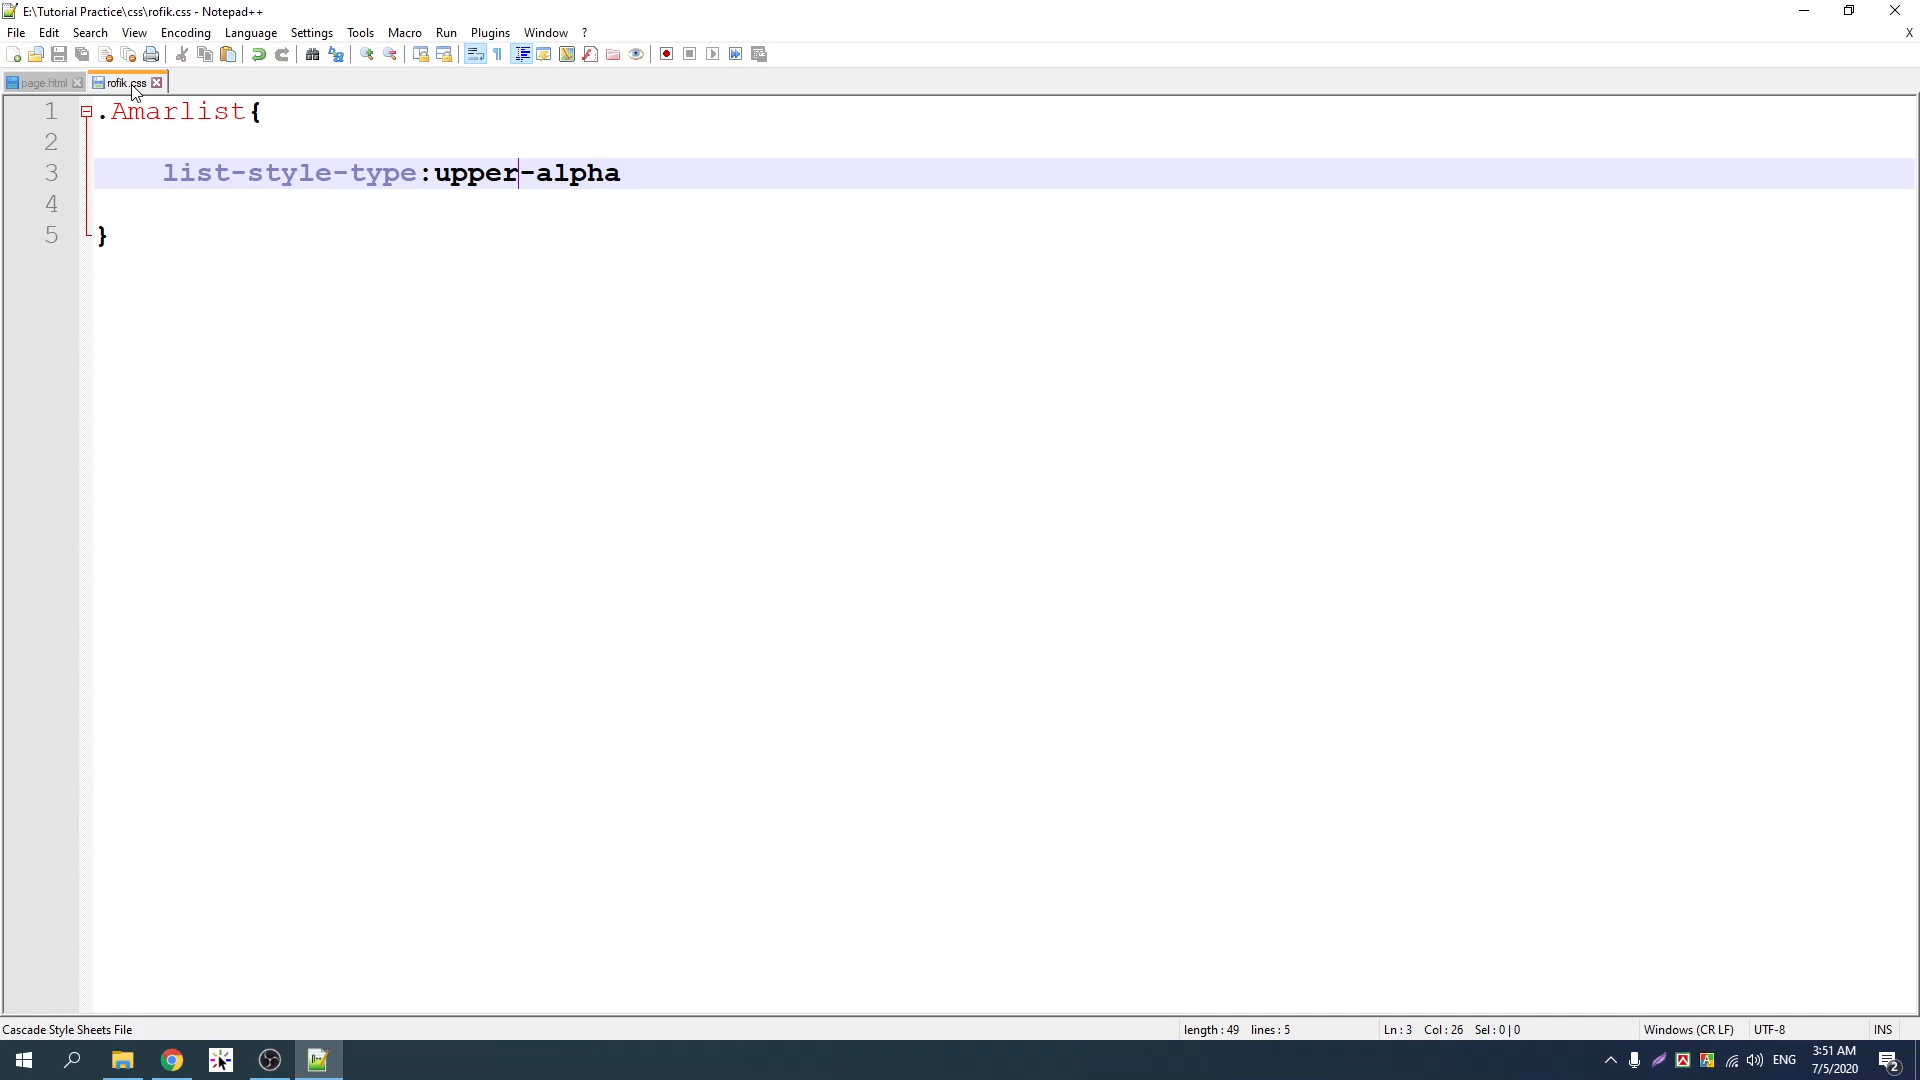 E:\Tutorial Practice\css\rofik.css - Notepad++
X
File Edit Search View Encoding Language Settings Tools Macro Run Plugins Window ?
page.html rofik.css
1 .Amarlist{
2
3 list-style-type:upper-alpha
4
5 }
Cascade Style Sheets File length : 49 lines : 5 Ln : 3 Col : 26 Sel : 0 | 0 Windows (CR LF) UTF-8 INS
ENG 3:51 AM
7/5/2020 2